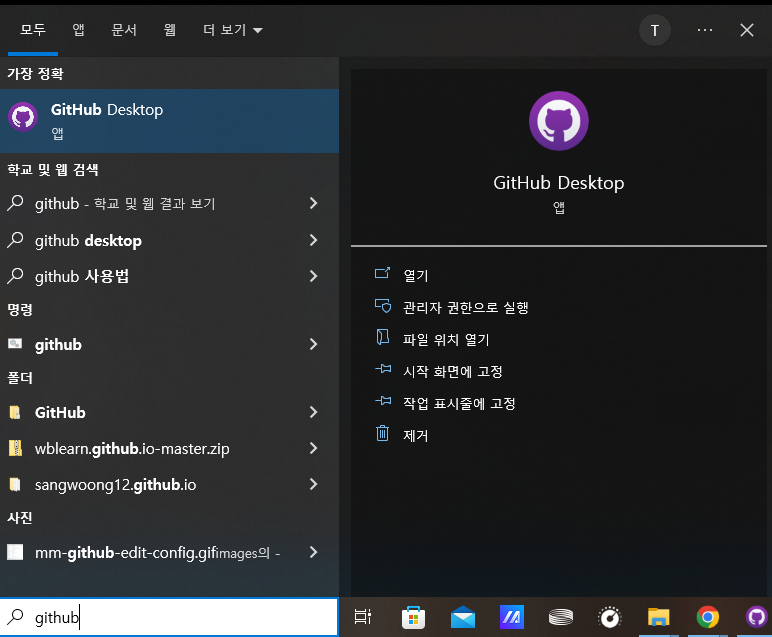 모두 앱 문서 웹 더 보기 T
가장 정확
GitHub Desktop
앱
학교 및 웹 검색
github - 학교 및 웹 결과 보기
github desktop
github 사용법
명령
github
폴더
GitHub
wblearn.github.io-master.zip
sangwoong12.github.io
사진
mm-github-edit-config.gifimages의 -
github
GitHub Desktop
앱
열기
관리자 권한으로 실행
파일 위치 열기
시작 화면에 고정
작업 표시줄에 고정
제거